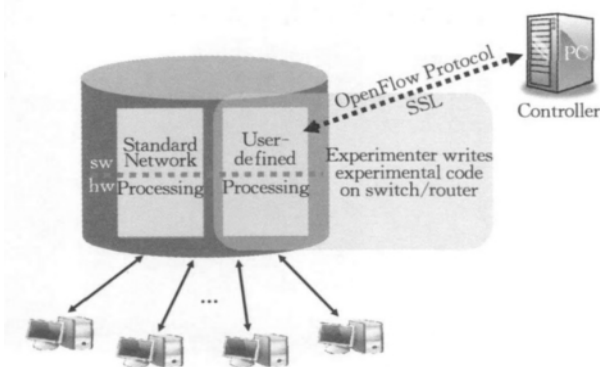 PC
Controller
OpenFlow Protocol
SSL
sw
hw
Standard
Network
Processing
User-
defined
Processing
Experimenter writes
experimental code
on switch/router
...